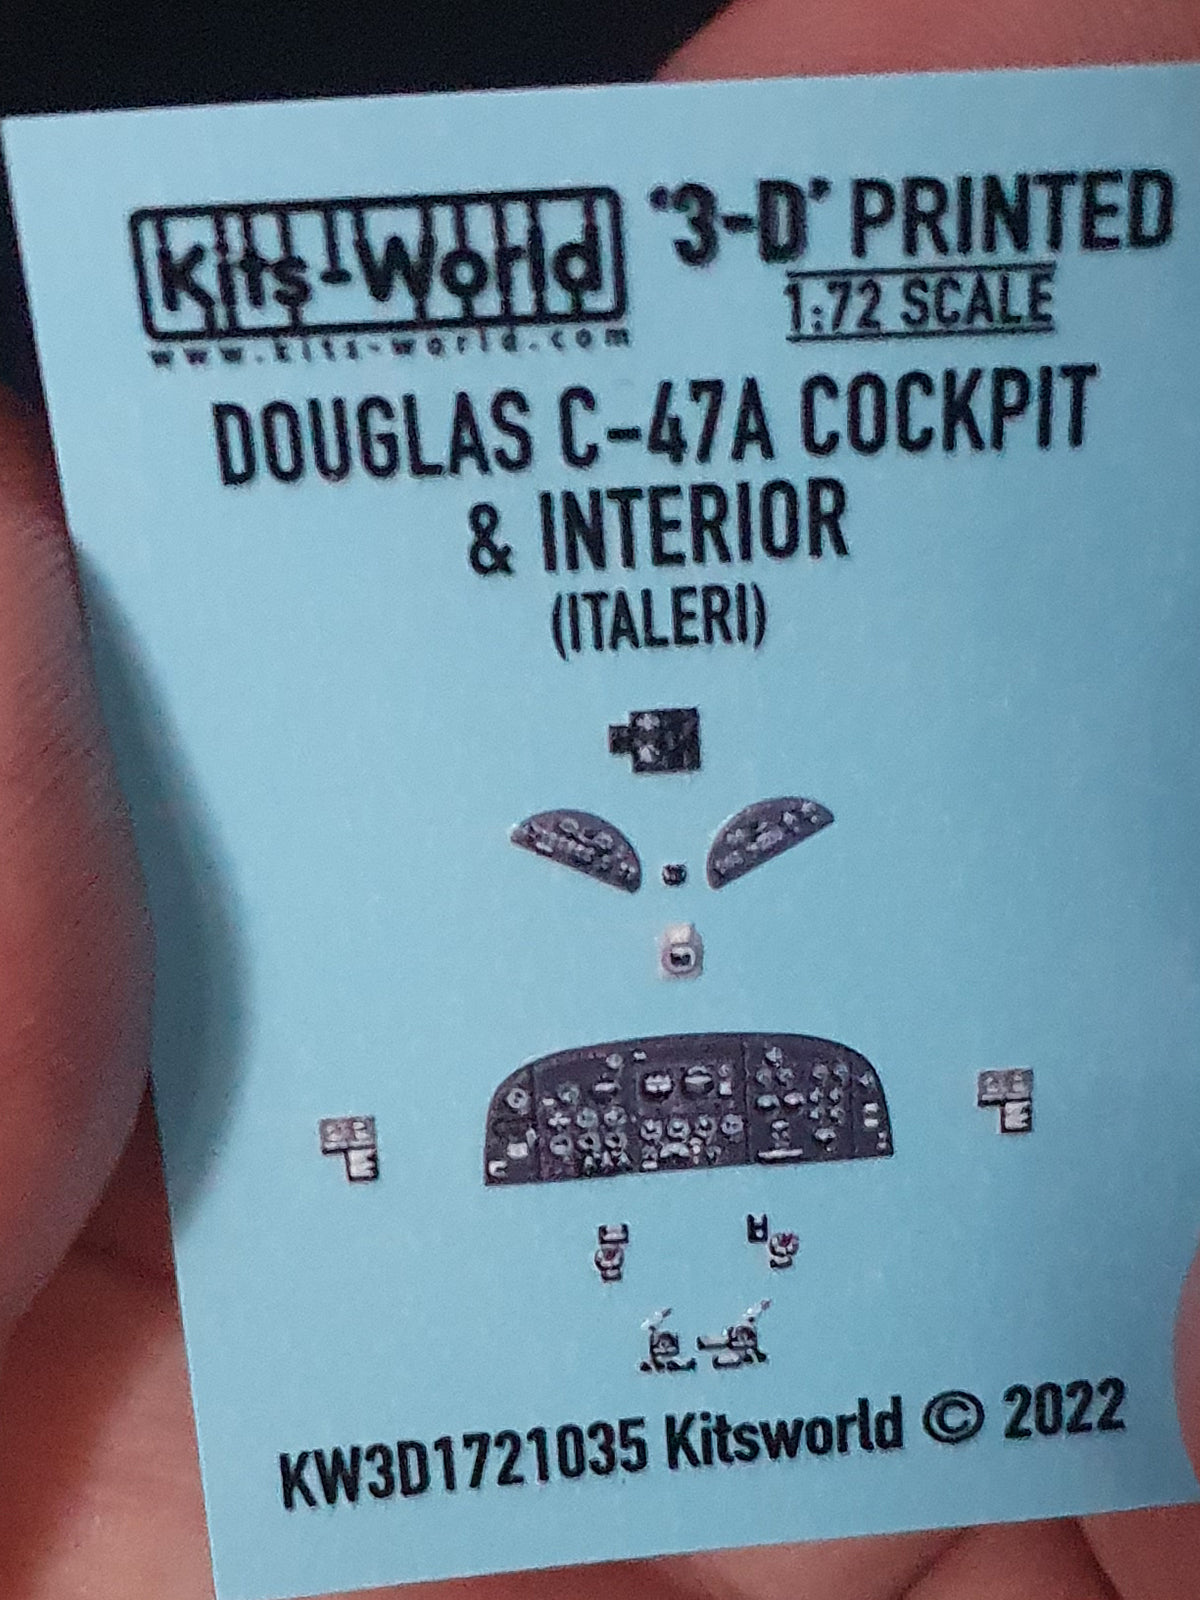 Kits-World
www.kits-world.com
'3-D' PRINTED
1:72 SCALE
DOUGLAS C-47A COCKPIT
& INTERIOR
(ITALERI)
KW3D1721035 Kitsworld © 2022